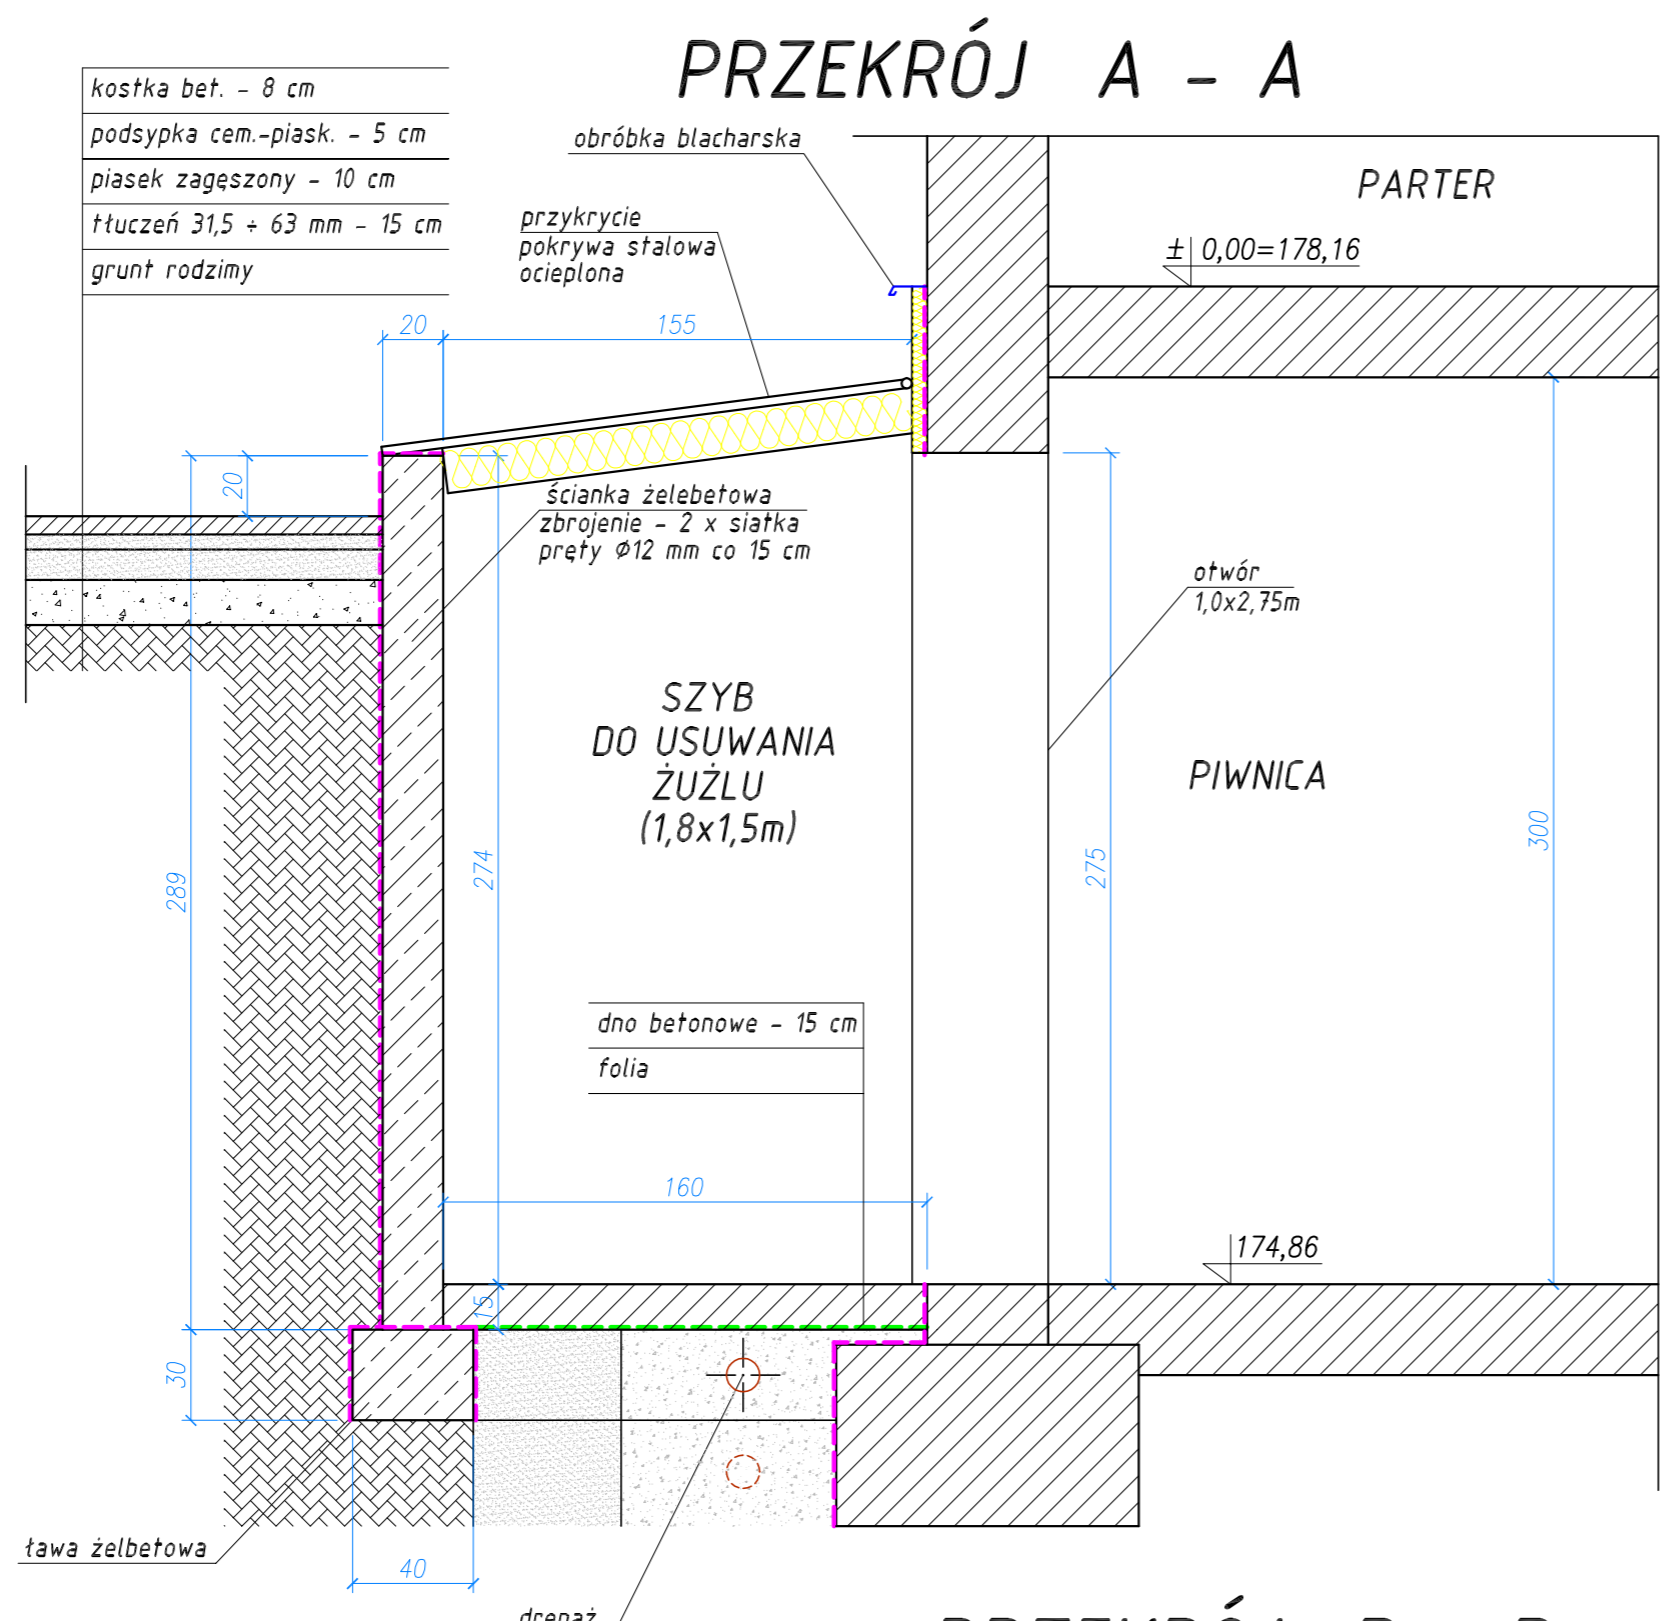 PRZEKRÓJ A - A
kostka bet. - 8 cm
podsypka cem.-piask. - 5 cm
piasek zagęszony - 10 cm
tłuczeń 31,5 ÷ 63 mm - 15 cm
grunt rodzimy
obróbka blacharska
przykrycie
pokrywa stalowa
ocieplona
PARTER
± 0,00=178,16
20
155
20
ścianka żelebetowa
zbrojenie - 2 x siatka
pręty Ø12 mm co 15 cm
otwór
1,0x2,75m
SZYB
DO USUWANIA
ŻUŻLU
(1,8x1,5m)
PIWNICA
289
274
275
300
dno betonowe - 15 cm
folia
160
174,86
15
30
ława żelbetowa
40
drenaż